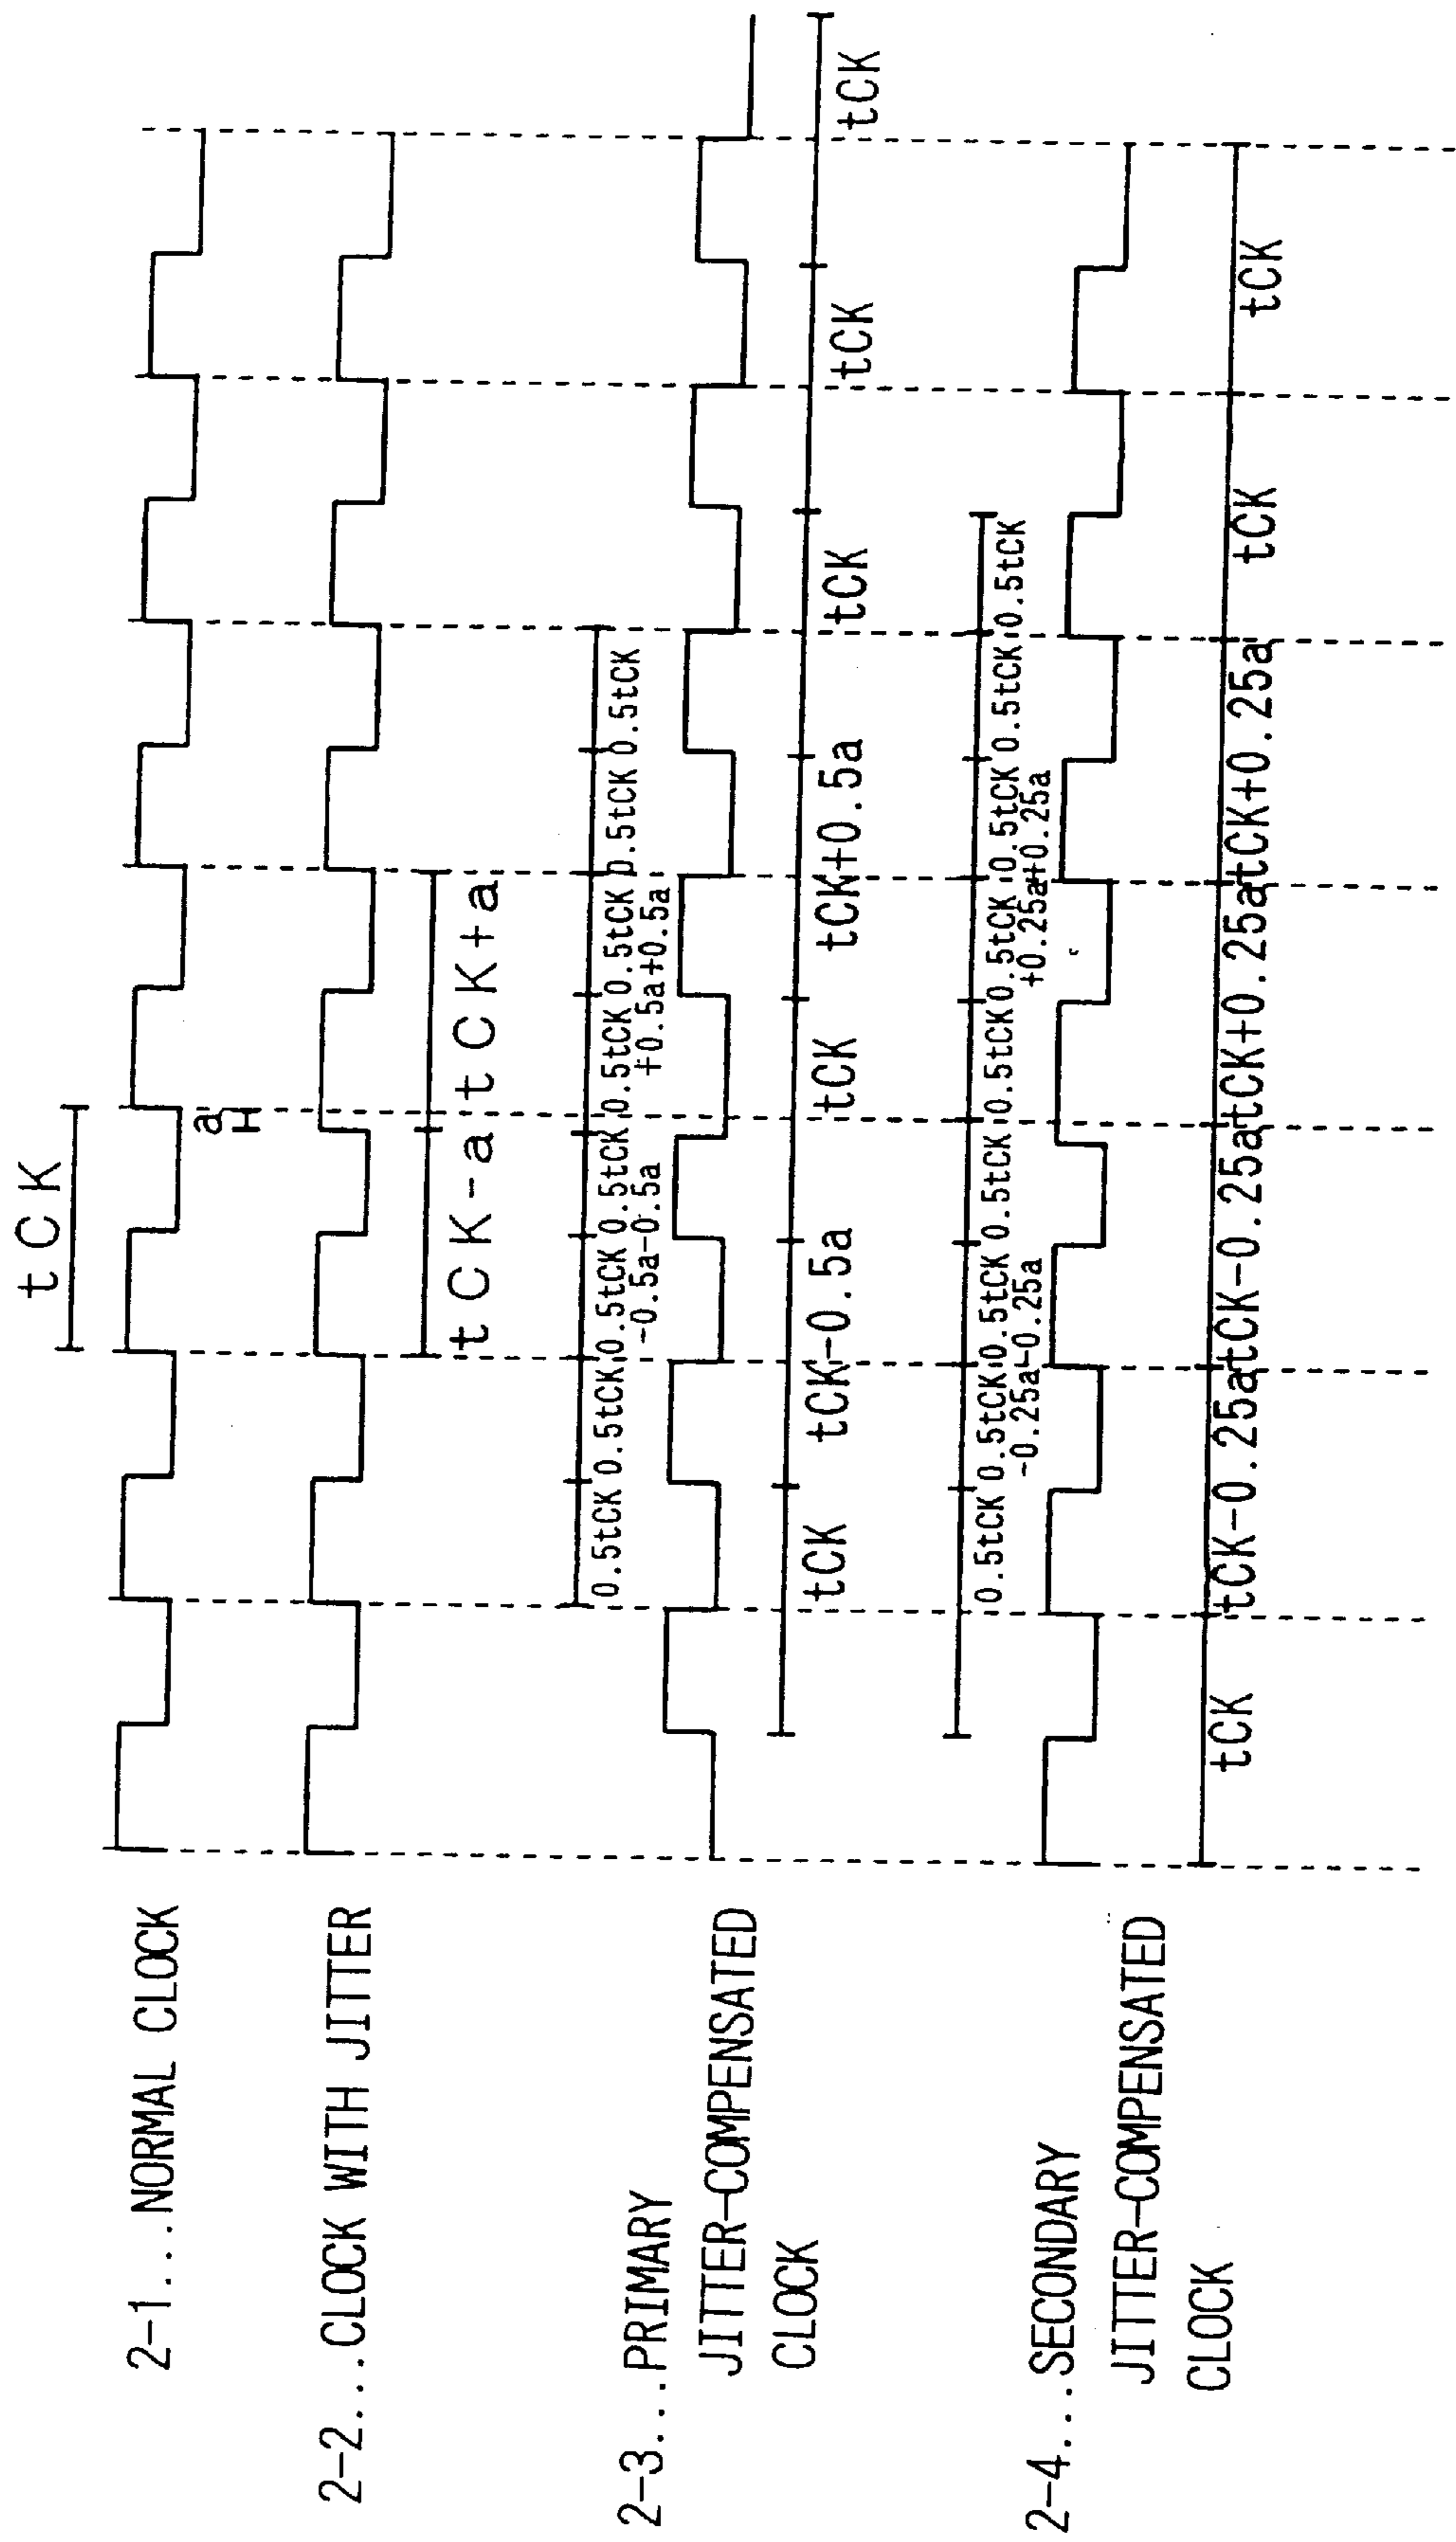 tCK
2-1...NORMAL CLOCK
a
2-2...CLOCK WITH JITTER
tCK-a tCK+a
0.5tCK 0.5tCK 0.5tCK 0.5tCK 0.5tCK 0.5tCK 0.5tCK 0.5tCK
-0.5a-0.5a +0.5a+0.5a
2-3...PRIMARY
JITTER-COMPENSATED
CLOCK
tCK tCK-0.5a tCK tCK+0.5a tCK tCK tCK
0.5tCK 0.5tCK 0.5tCK 0.5tCK 0.5tCK 0.5tCK 0.5tCK 0.5tCK 0.5tCK
-0.25a-0.25a +0.25a+0.25a
2-4...SECONDARY
JITTER-COMPENSATED
CLOCK
tCK tCK-0.25a tCK-0.25a tCK+0.25a tCK+0.25a tCK tCK